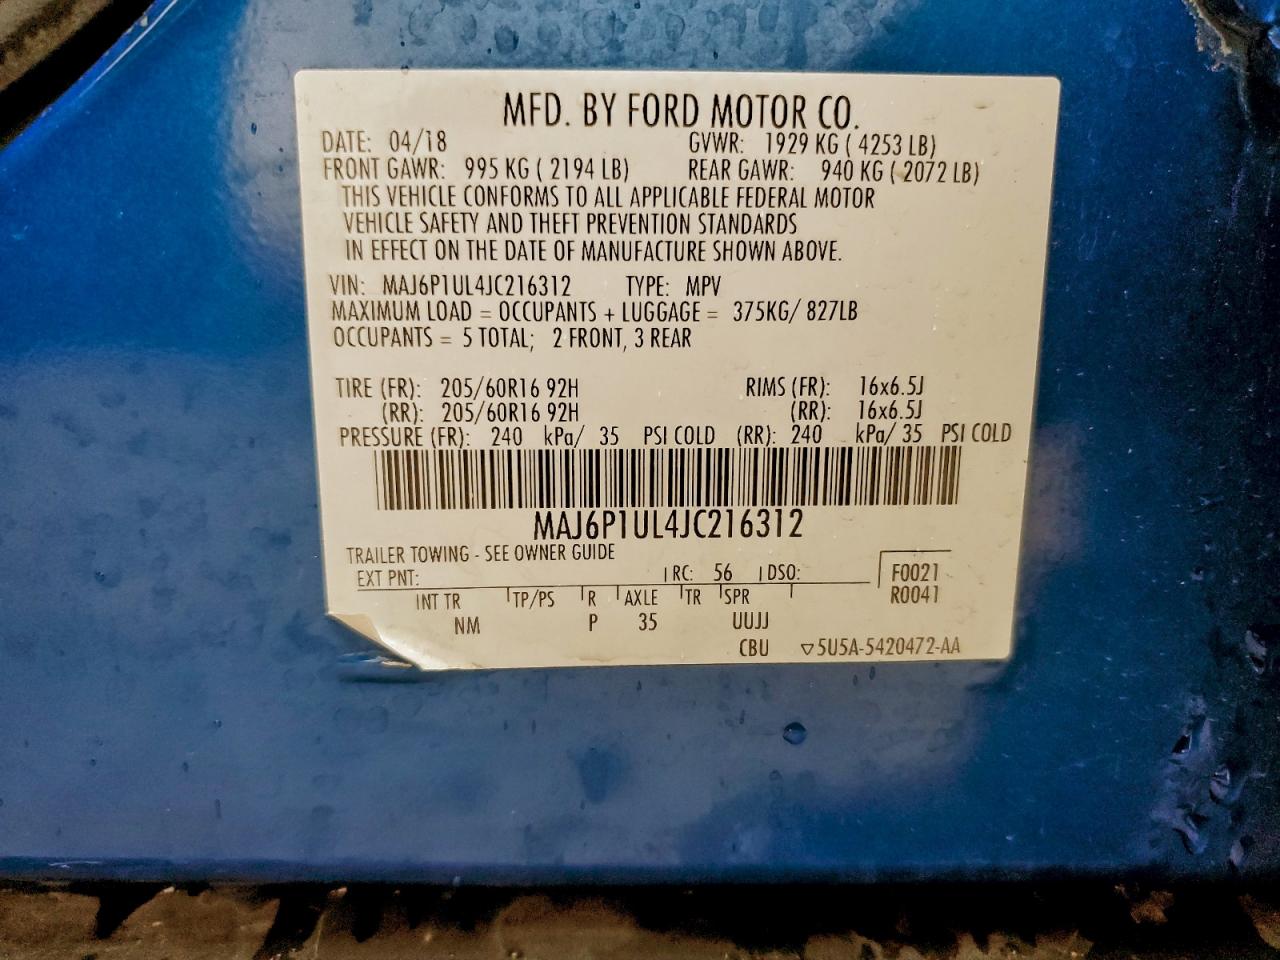 MFD. BY FORD MOTOR CO.
DATE: 04/18 GVWR: 1929 KG ( 4253 LB)
FRONT GAWR: 995 KG ( 2194 LB) REAR GAWR: 940 KG ( 2072 LB)
THIS VEHICLE CONFORMS TO ALL APPLICABLE FEDERAL MOTOR
VEHICLE SAFETY AND THEFT PREVENTION STANDARDS
IN EFFECT ON THE DATE OF MANUFACTURE SHOWN ABOVE.
VIN: MAJ6P1UL4JC216312 TYPE: MPV
MAXIMUM LOAD = OCCUPANTS + LUGGAGE = 375KG/ 827LB
OCCUPANTS = 5 TOTAL; 2 FRONT, 3 REAR
TIRE (FR): 205/60R16 92H RIMS (FR): 16x6.5J
(RR): 205/60R16 92H (RR): 16x6.5J
PRESSURE (FR): 240 kPa/ 35 PSI COLD (RR): 240 kPa/ 35 PSI COLD
MAJ6P1UL4JC216312
TRAILER TOWING - SEE OWNER GUIDE
EXT PNT: RC: 56 DSO: F0021
INT TR TP/PS R AXLE TR SPR R0041
NM P 35 UUJJ
CBU ▽5U5A-5420472-AA